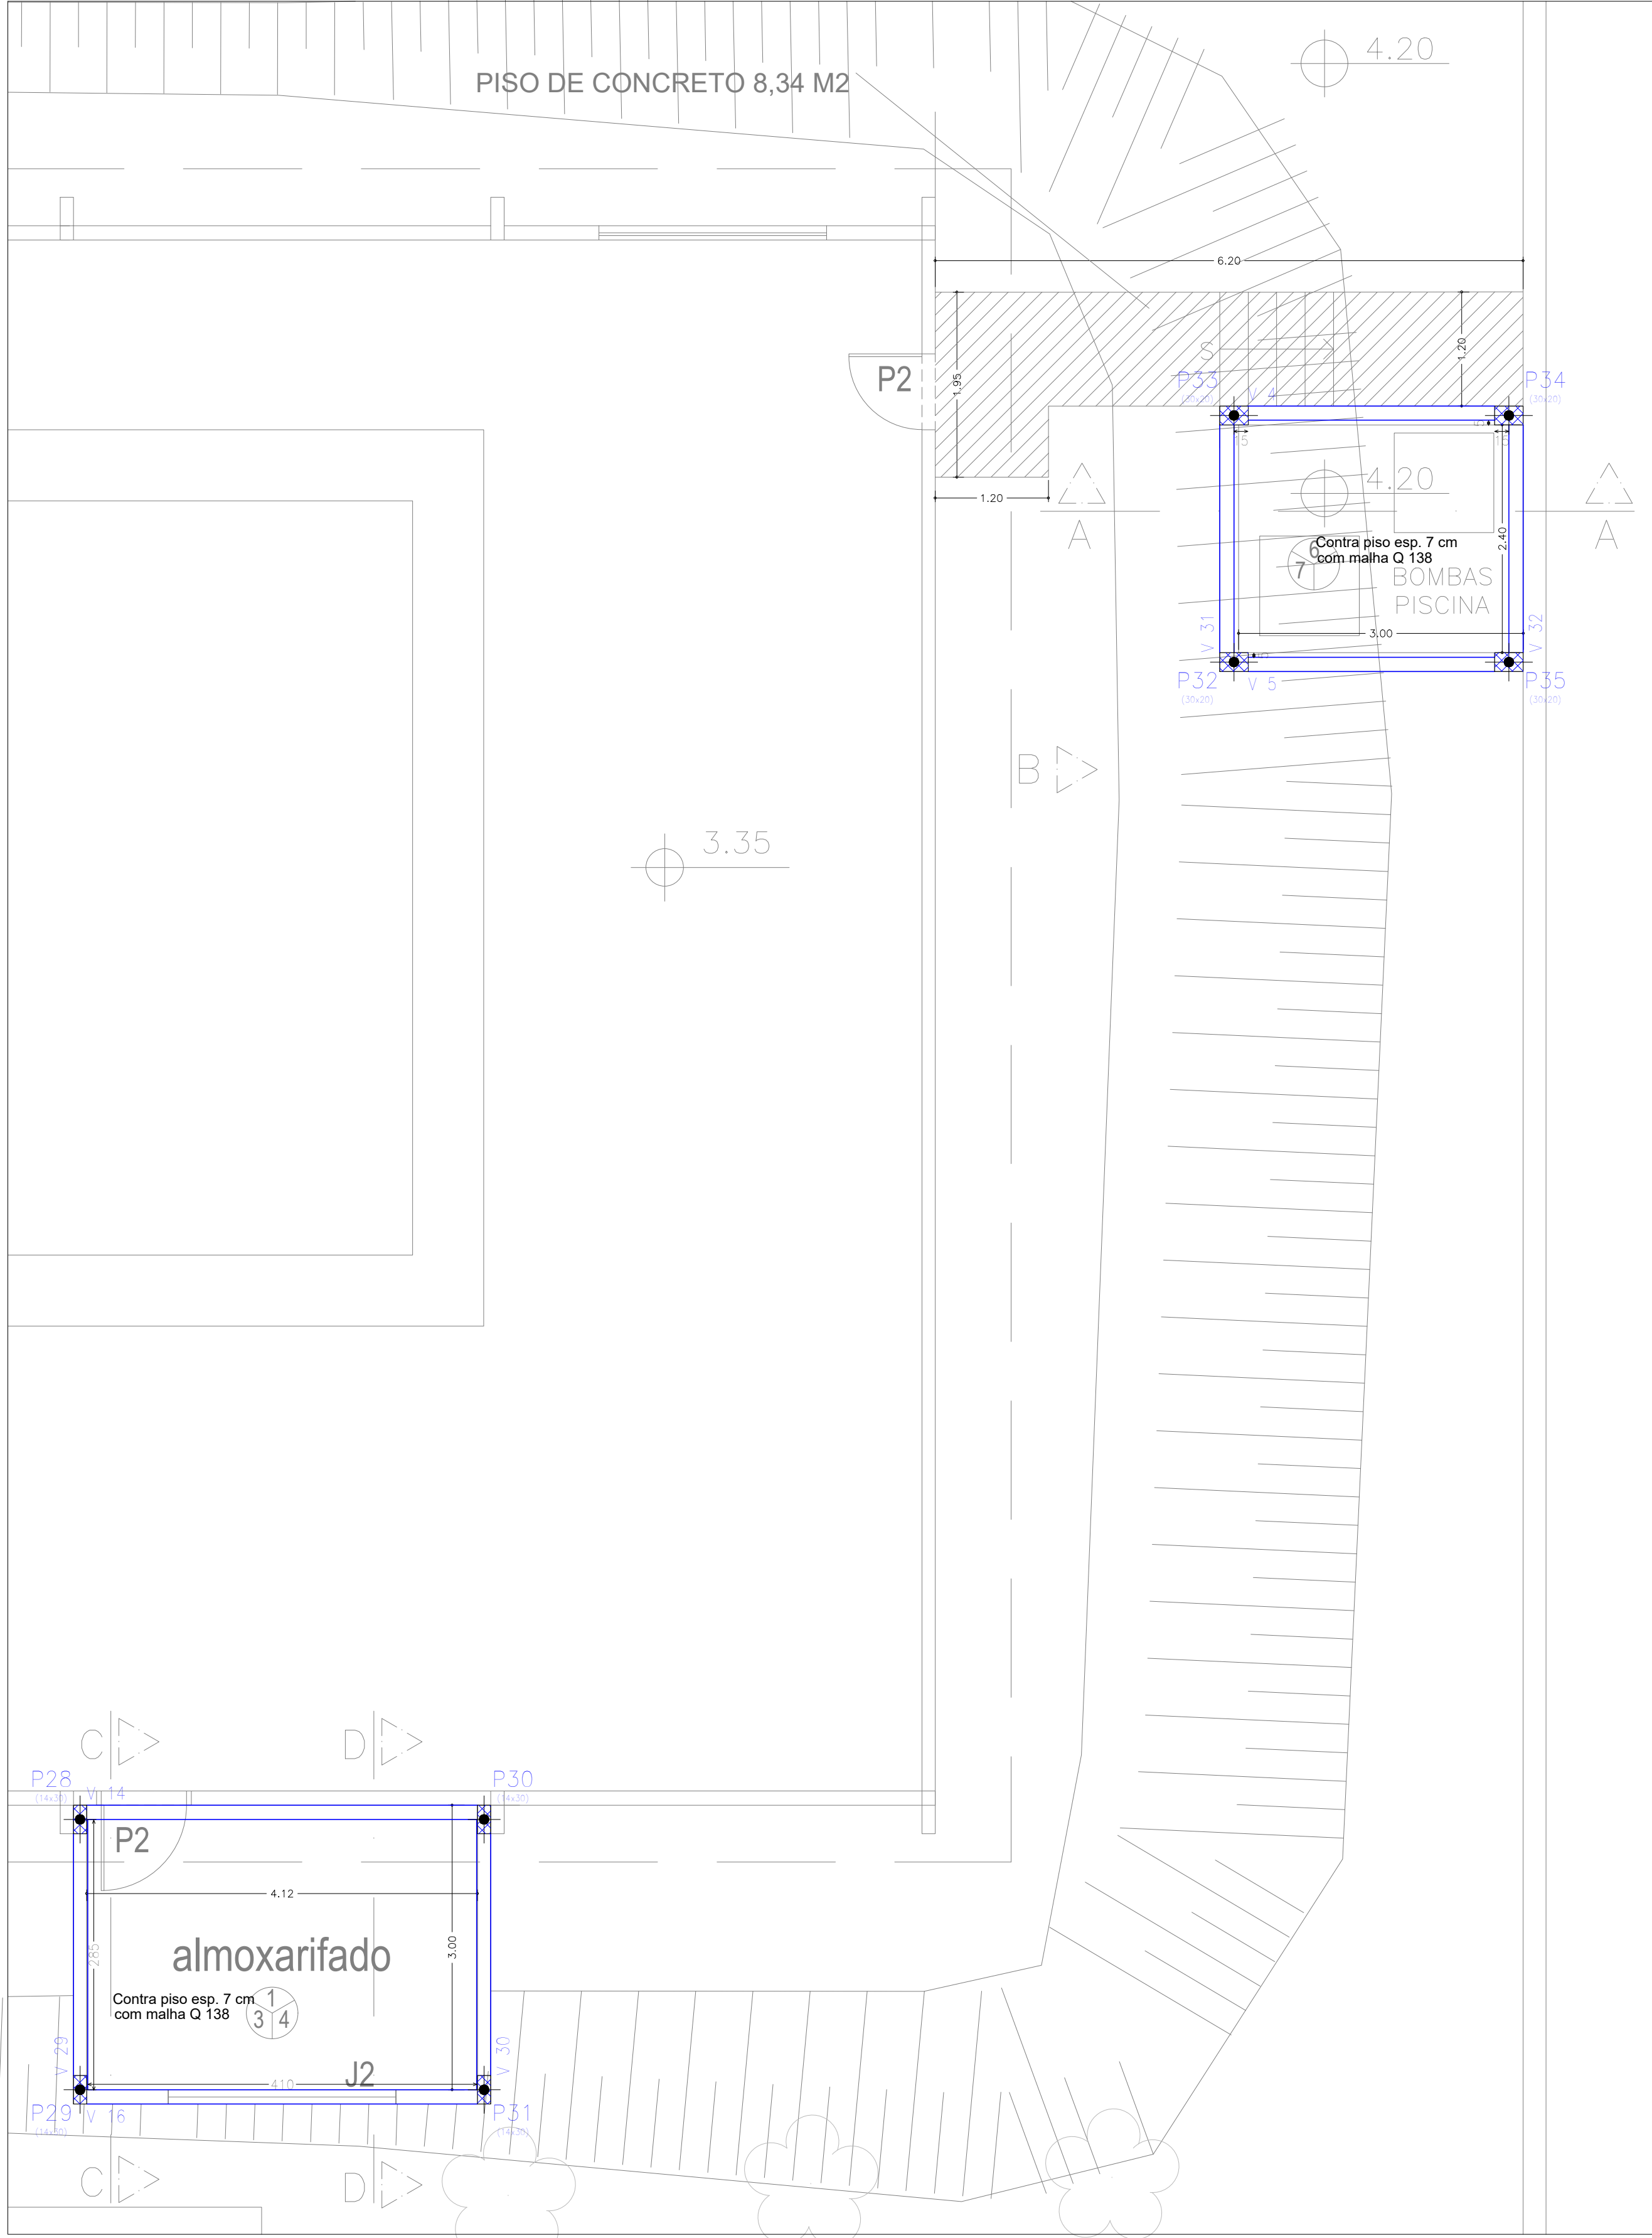 4.20
PISO DE CONCRETO 8,34 M2
6.20
S
1.20
1.95
P2
P33
(30x20)
V 4
P34
(30x20)
15
5
15
4.20
1.20
A
A
2.40
Contra piso esp. 7 cm
com malha Q 138
6
7
BOMBAS
PISCINA
V 31
3.00
V 32
5
P32
(30x20)
V 5
P35
(30x20)
B
3.35
C
D
P28
(14x30)
V 14
P30
(14x30)
P2
4.12
285
3.00
almoxarifado
Contra piso esp. 7 cm
com malha Q 138
1
3
4
V 29
V 30
410
J2
P29
(14x30)
V 16
P31
(14x30)
C
D